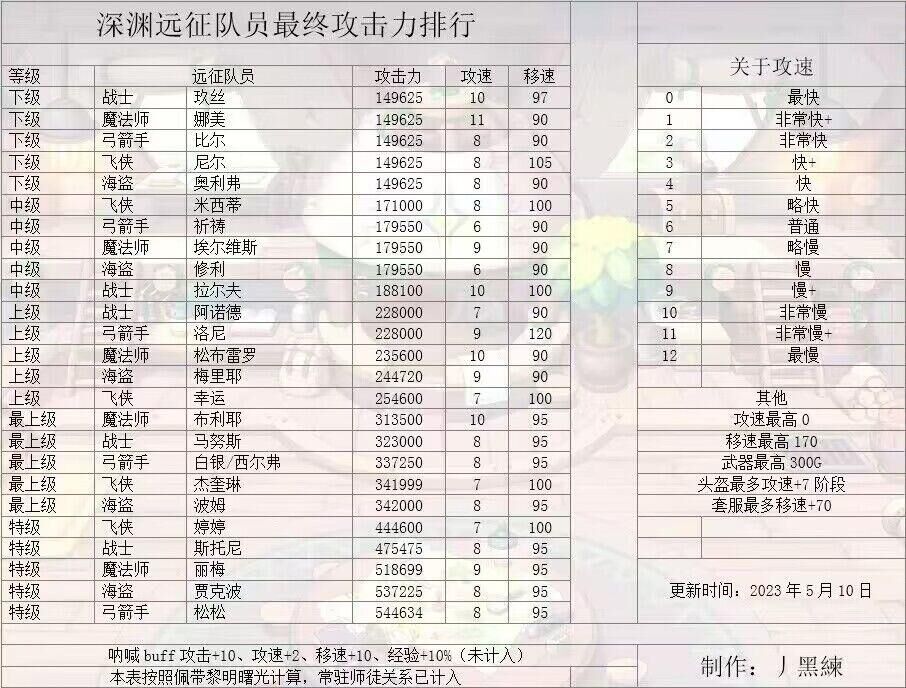 深渊远征队员最终攻击力排行
等级 远征队员 攻击力 攻速 移速
下级 战士 玖丝 149625 10 97
下级 魔法师 娜美 149625 11 90
下级 弓箭手 比尔 149625 8 90
下级 飞侠 尼尔 149625 8 105
下级 海盗 奥利弗 149625 8 90
中级 飞侠 米西蒂 171000 8 100
中级 弓箭手 祈祷 179550 6 90
中级 魔法师 埃尔维斯 179550 9 90
中级 海盗 修利 179550 6 90
中级 战士 拉尔夫 188100 10 100
上级 战士 阿诺德 228000 7 90
上级 弓箭手 洛尼 228000 9 120
上级 魔法师 松布雷罗 235600 10 90
上级 海盗 梅里耶 244720 9 90
上级 飞侠 幸运 254600 7 100
最上级 魔法师 布利耶 313500 10 95
最上级 战士 马努斯 323000 8 95
最上级 弓箭手 白银/西尔弗 337250 8 95
最上级 飞侠 杰奎琳 341999 7 100
最上级 海盗 波姆 342000 8 95
特级 飞侠 婷婷 444600 7 100
特级 战士 斯托尼 475475 8 95
特级 魔法师 丽梅 518699 9 95
特级 海盗 贾克波 537225 8 95
特级 弓箭手 松松 544634 8 95
呐喊buff攻击+10、攻速+2、移速+10、经验+10%（未计入）
本表按照佩带黎明曙光计算，常驻师徒关系已计入
关于攻速
0 最快
1 非常快+
2 非常快
3 快+
4 快
5 略快
6 普通
7 略慢
8 慢
9 慢+
10 非常慢
11 非常慢+
12 最慢
其他
攻速最高0
移速最高170
武器最高300G
头盔最多攻速+7阶段
套服最多移速+70
更新时间：2023年5月10日
制作：丿黑練